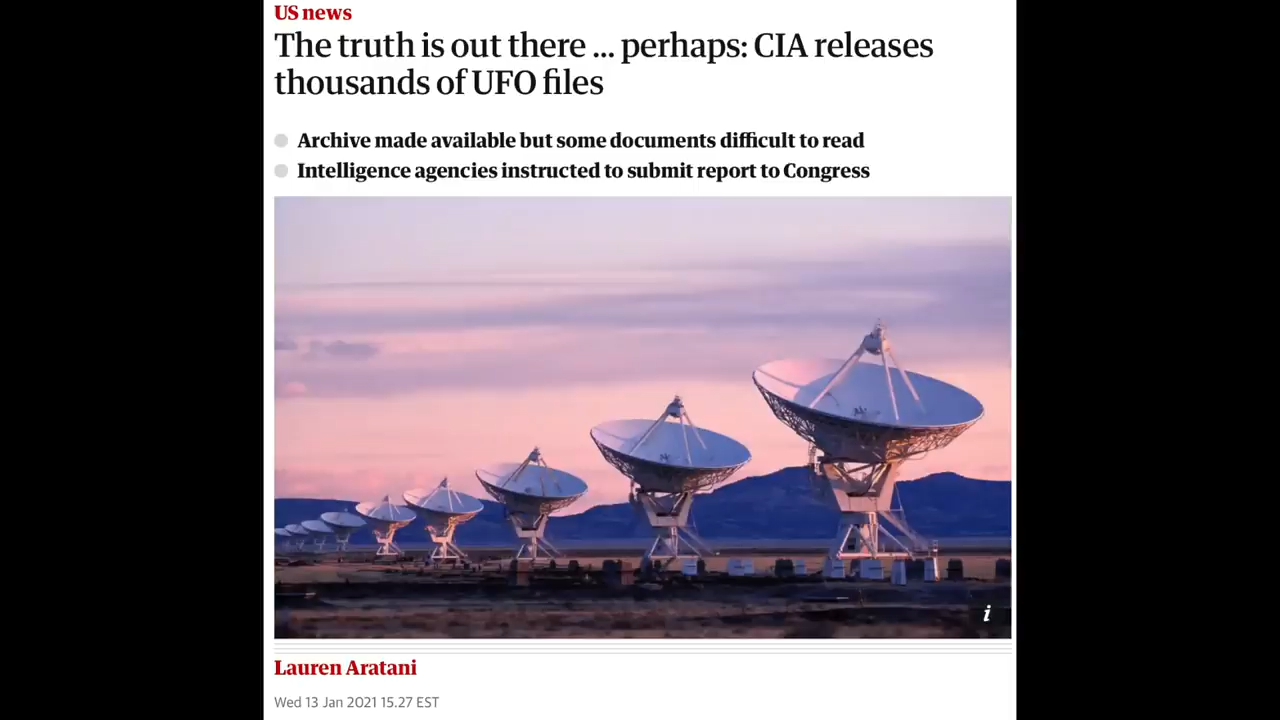 US news
The truth is out there ... perhaps: CIA releases
thousands of UFO files
Archive made available but some documents difficult to read
Intelligence agencies instructed to submit report to Congress
i
Lauren Aratani
Wed 13 Jan 2021 15.27 EST